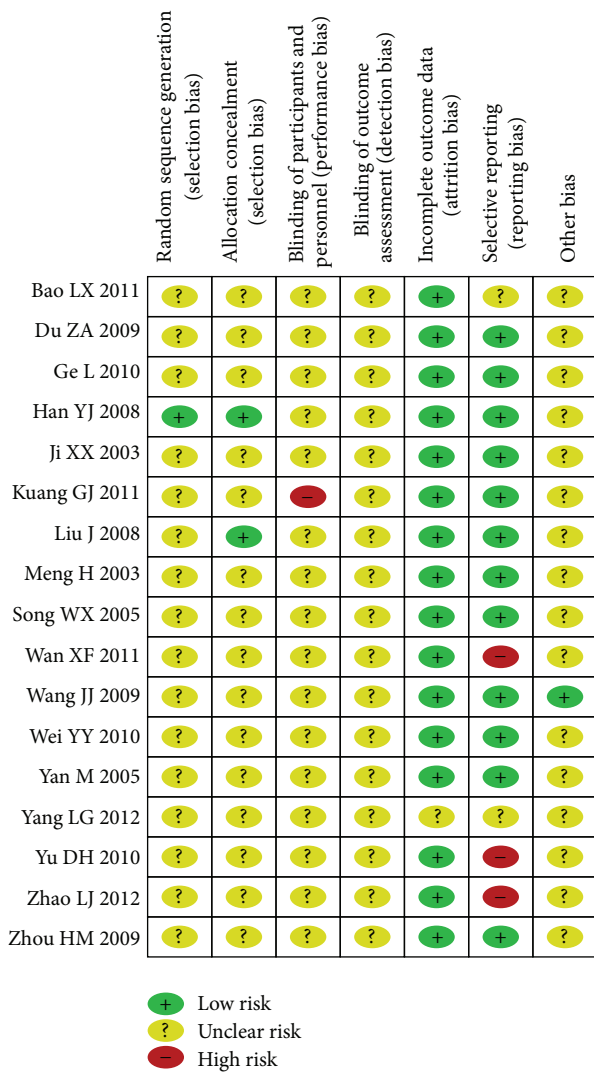 Random sequence generation
(selection bias)
Allocation concealment
(selection bias)
Blinding of participants and
personnel (performance bias)
Blinding of outcome
assessment (detection bias)
Incomplete outcome data
(attrition bias)
Selective reporting
(reporting bias)
Other bias
Bao LX 2011 ? ? ? ? + ? ?
Du ZA 2009 ? ? ? ? + + ?
Ge L 2010 ? ? ? ? + + ?
Han YJ 2008 + + ? ? + + ?
Ji XX 2003 ? ? ? ? + + ?
Kuang GJ 2011 ? ? − ? + + ?
Liu J 2008 ? + ? ? + + ?
Meng H 2003 ? ? ? ? + + ?
Song WX 2005 ? ? ? ? + + ?
Wan XF 2011 ? ? ? ? + − ?
Wang JJ 2009 ? ? ? ? + + +
Wei YY 2010 ? ? ? ? + + ?
Yan M 2005 ? ? ? ? + + ?
Yang LG 2012 ? ? ? ? ? ? ?
Yu DH 2010 ? ? ? ? + − ?
Zhao LJ 2012 ? ? ? ? + − ?
Zhou HM 2009 ? ? ? ? + + ?
+ Low risk
? Unclear risk
− High risk